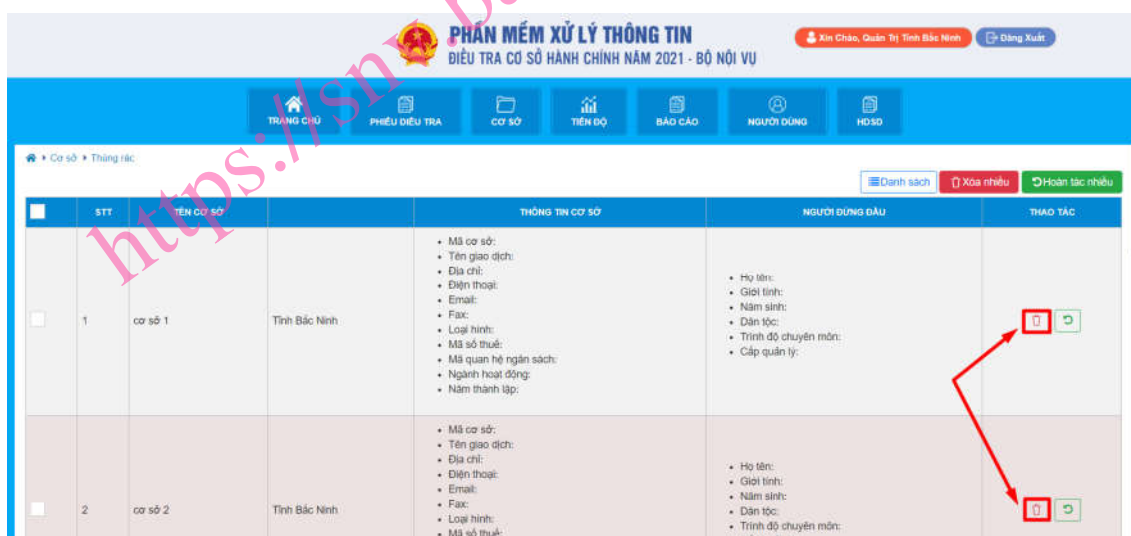 PHẦN MỀM XỬ LÝ THÔNG TIN
ĐIỀU TRA CƠ SỞ HÀNH CHÍNH NĂM 2021 - BỘ NỘI VỤ
Xin Chào, Quản Trị Tỉnh Bắc Ninh
Đăng Xuất
TRANG CHỦ
PHIẾU ĐIỀU TRA
CƠ SỞ
TIẾN ĐỘ
BÁO CÁO
NGƯỜI DÙNG
HDSD
Cơ sở
Thùng rác
Danh sách
Xóa nhiều
Hoàn tác nhiều
STT
TÊN CƠ SỞ
THÔNG TIN CƠ SỞ
NGƯỜI ĐỨNG ĐẦU
THAO TÁC
1
cơ sở 1
Tỉnh Bắc Ninh
Mã cơ sở:
Tên giao dịch:
Địa chỉ:
Điện thoại:
Email:
Fax:
Loại hình:
Mã số thuế:
Mã quan hệ ngân sách:
Ngành hoạt động:
Năm thành lập:
Họ tên:
Giới tính:
Năm sinh:
Dân tộc:
Trình độ chuyên môn:
Cấp quản lý:
2
cơ sở 2
Tỉnh Bắc Ninh
Mã cơ sở:
Tên giao dịch:
Địa chỉ:
Điện thoại:
Email:
Fax:
Loại hình:
Mã số thuế:
Họ tên:
Giới tính:
Năm sinh:
Dân tộc:
Trình độ chuyên môn:
https://snv.b